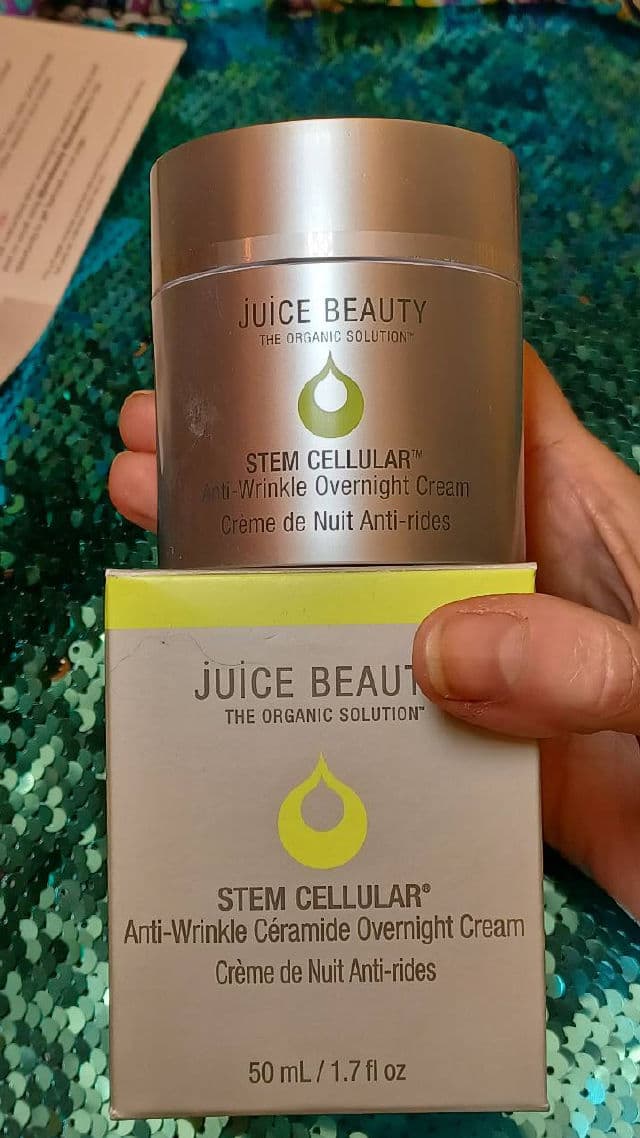 juiCE BEAUTY
THE ORGANIC SOLUTION™
STEM CELLULAR™
Anti-Wrinkle Overnight Cream
Crème de Nuit Anti-rides
juiCE BEAUT
THE ORGANIC SOLUTION™
STEM CELLULAR®
Anti-Wrinkle Céramide Overnight Cream
Crème de Nuit Anti-rides
50 mL / 1.7 fl oz